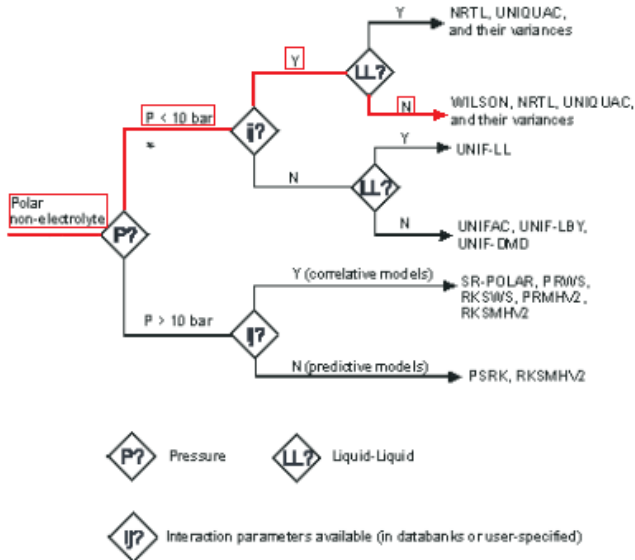 Y
NRTL, UNIQUAC,
and their variances
Y
LL?
P < 10 bar
N
WILSON, NRTL, UNIQUAC,
and their variances
ij?
*
Y
UNIF-LL
N
LL?
Polar
non-electrolyte
N
UNIFAC, UNIF-LBY,
UNIF-DMD
P?
Y (correlative models)
SR-POLAR, PRWS,
RKSWS, PRMHV2,
RKSMHV2
P > 10 bar
ij?
N (predictive models)
PSRK, RKSMHV2
P? Pressure
LL? Liquid-Liquid
ij? Interaction parameters available (in databanks or user-specified)